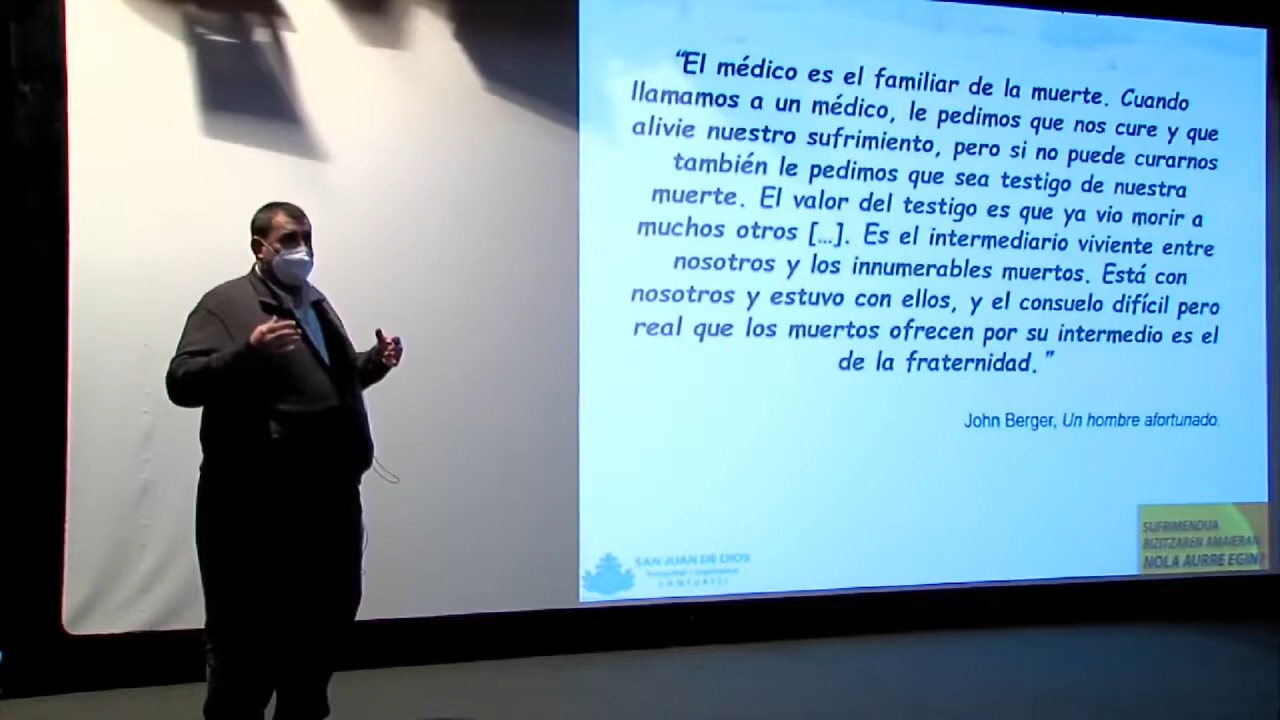 “El médico es el familiar de la muerte. Cuando
llamamos a un médico, le pedimos que nos cure y que
alivie nuestro sufrimiento, pero si no puede curarnos
también le pedimos que sea testigo de nuestra
muerte. El valor del testigo es que ya vio morir a
muchos otros [...]. Es el intermediario viviente entre
nosotros y los innumerables muertos. Está con
nosotros y estuvo con ellos, y el consuelo difícil pero
real que los muertos ofrecen por su intermedio es el
de la fraternidad.”
John Berger, Un hombre afortunado.
SAN JUAN DE DIOS
SANTURTZI
SUFRIMENDUA
BIZITZAREN AMAIERAN
NOLA AURRE EGIN?